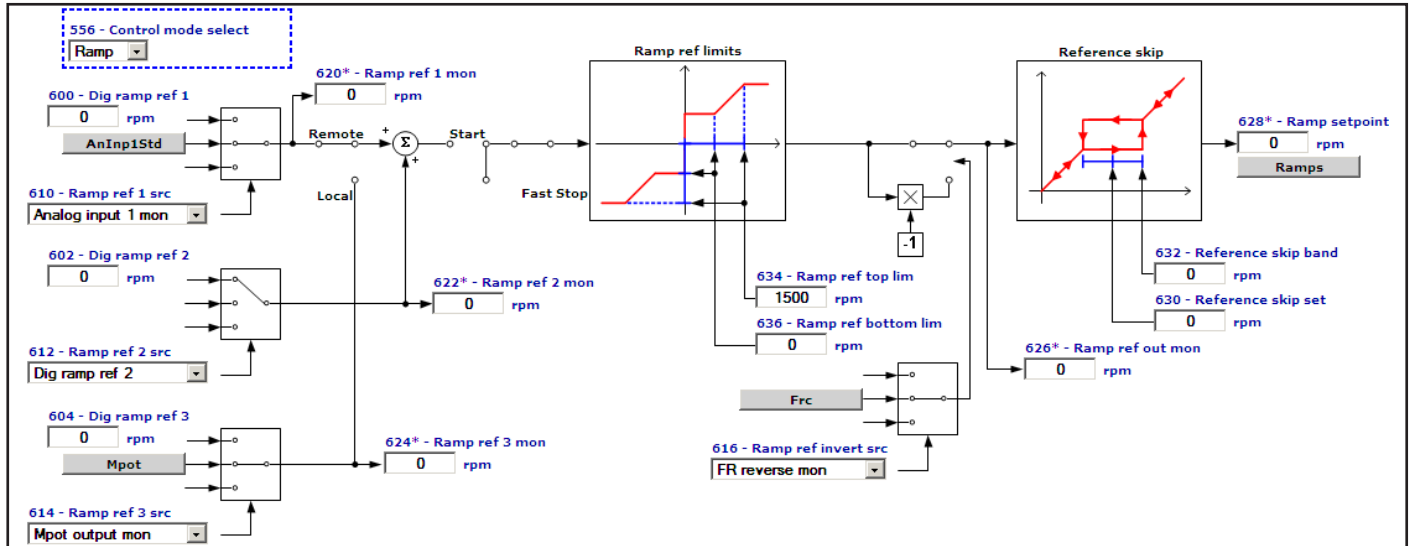 556 - Control mode select
Ramp
Ramp ref limits
Reference skip
620* - Ramp ref 1 mon
0 rpm
600 - Dig ramp ref 1
0 rpm
AnInp1Std
Remote
+
Σ
+
Start
628* - Ramp setpoint
0 rpm
Ramps
Local
Fast Stop
610 - Ramp ref 1 src
Analog input 1 mon
×
-1
602 - Dig ramp ref 2
0 rpm
622* - Ramp ref 2 mon
0 rpm
634 - Ramp ref top lim
1500 rpm
632 - Reference skip band
0 rpm
630 - Reference skip set
0 rpm
636 - Ramp ref bottom lim
0 rpm
612 - Ramp ref 2 src
Dig ramp ref 2
626* - Ramp ref out mon
0 rpm
Frc
604 - Dig ramp ref 3
0 rpm
Mpot
624* - Ramp ref 3 mon
0 rpm
616 - Ramp ref invert src
FR reverse mon
614 - Ramp ref 3 src
Mpot output mon